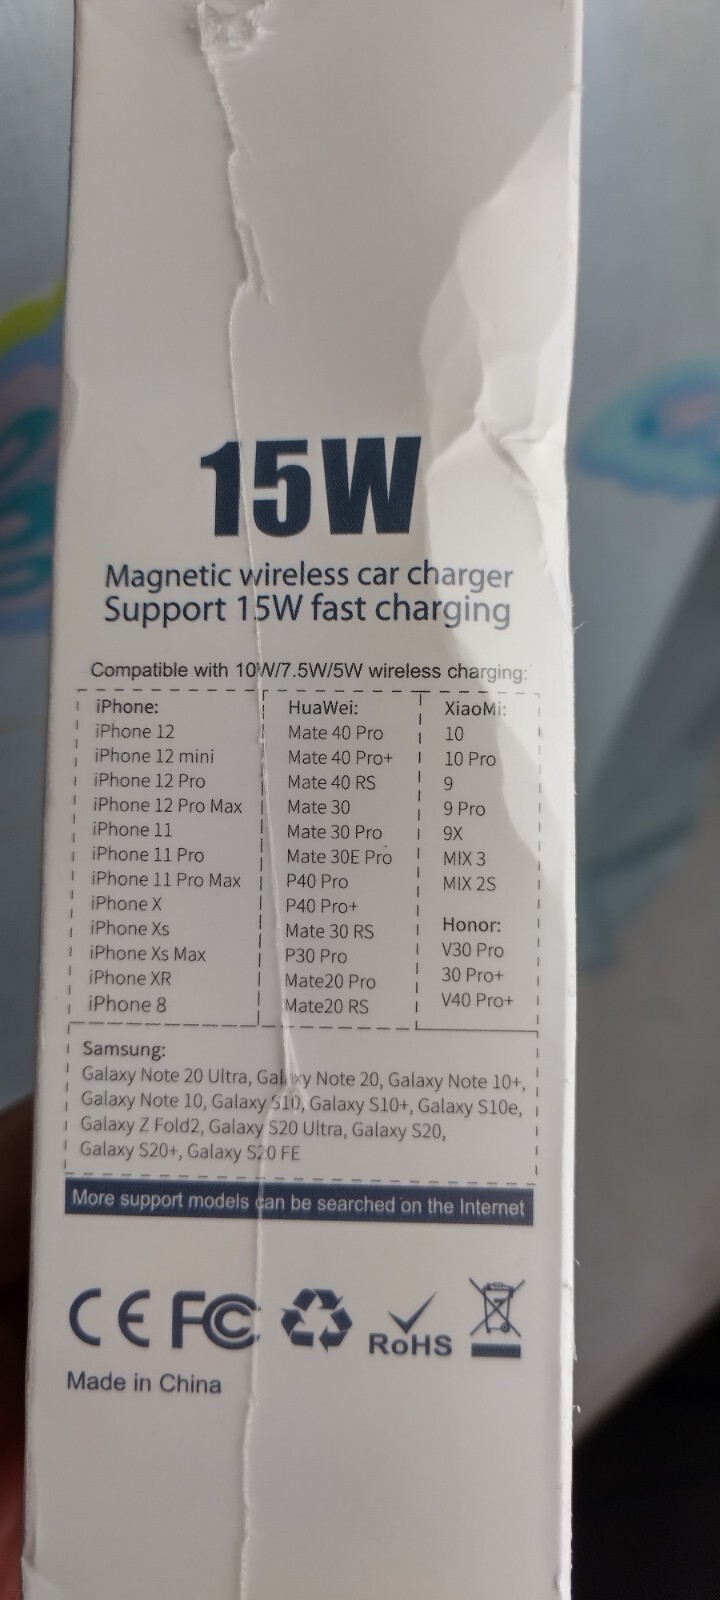 15W
Magnetic wireless car charger
Support 15W fast charging
Compatible with 10W/7.5W/5W wireless charging:
iPhone:
iPhone 12
iPhone 12 mini
iPhone 12 Pro
iPhone 12 Pro Max
iPhone 11
iPhone 11 Pro
iPhone 11 Pro Max
iPhone X
iPhone Xs
iPhone Xs Max
iPhone XR
iPhone 8
HuaWei:
Mate 40 Pro
Mate 40 Pro+
Mate 40 RS
Mate 30
Mate 30 Pro
Mate 30E Pro
P40 Pro
P40 Pro+
Mate 30 RS
P30 Pro
Mate20 Pro
Mate20 RS
XiaoMi:
10
10 Pro
9
9 Pro
9X
MIX 3
MIX 2S
Honor:
V30 Pro
30 Pro+
V40 Pro+
Samsung:
Galaxy Note 20 Ultra, Galaxy Note 20, Galaxy Note 10+,
Galaxy Note 10, Galaxy S10, Galaxy S10+, Galaxy S10e,
Galaxy Z Fold2, Galaxy S20 Ultra, Galaxy S20,
Galaxy S20+, Galaxy S20 FE
More support models can be searched on the Internet
CE FC RoHS
Made in China